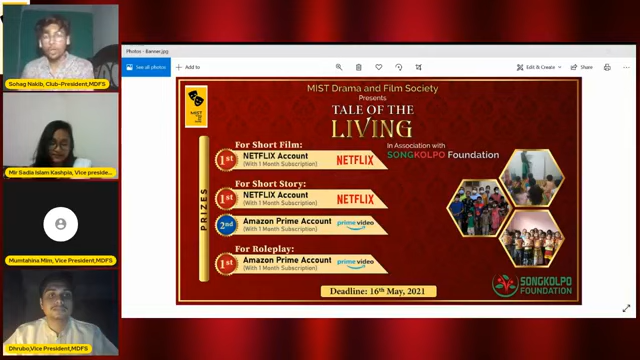 Sohag Nakib, Club-President,MDFS
Mir Sadia Islam Kashpia, Vice preside...
Mumtahina Mim, Vice President,MDFS
Dhrubo,Vice President,MDFS
Photos - Banner.jpg
See all photos
Add to
Edit & Create
Share
MIST
MIST Drama and Film Society
Presents
TALE OF THE
LIVING
In Association with
SONGKOLPO Foundation
PRIZES
For Short Film:
1st
NETFLIX Account
(With 1 Month Subscription)
NETFLIX
For Short Story:
1st
NETFLIX Account
(With 1 Month Subscription)
NETFLIX
2nd
Amazon Prime Account
(With 1 Month Subscription)
prime video
For Roleplay:
1st
Amazon Prime Account
(With 1 Month Subscription)
prime video
Deadline: 16th May, 2021
SONGKOLPO
FOUNDATION